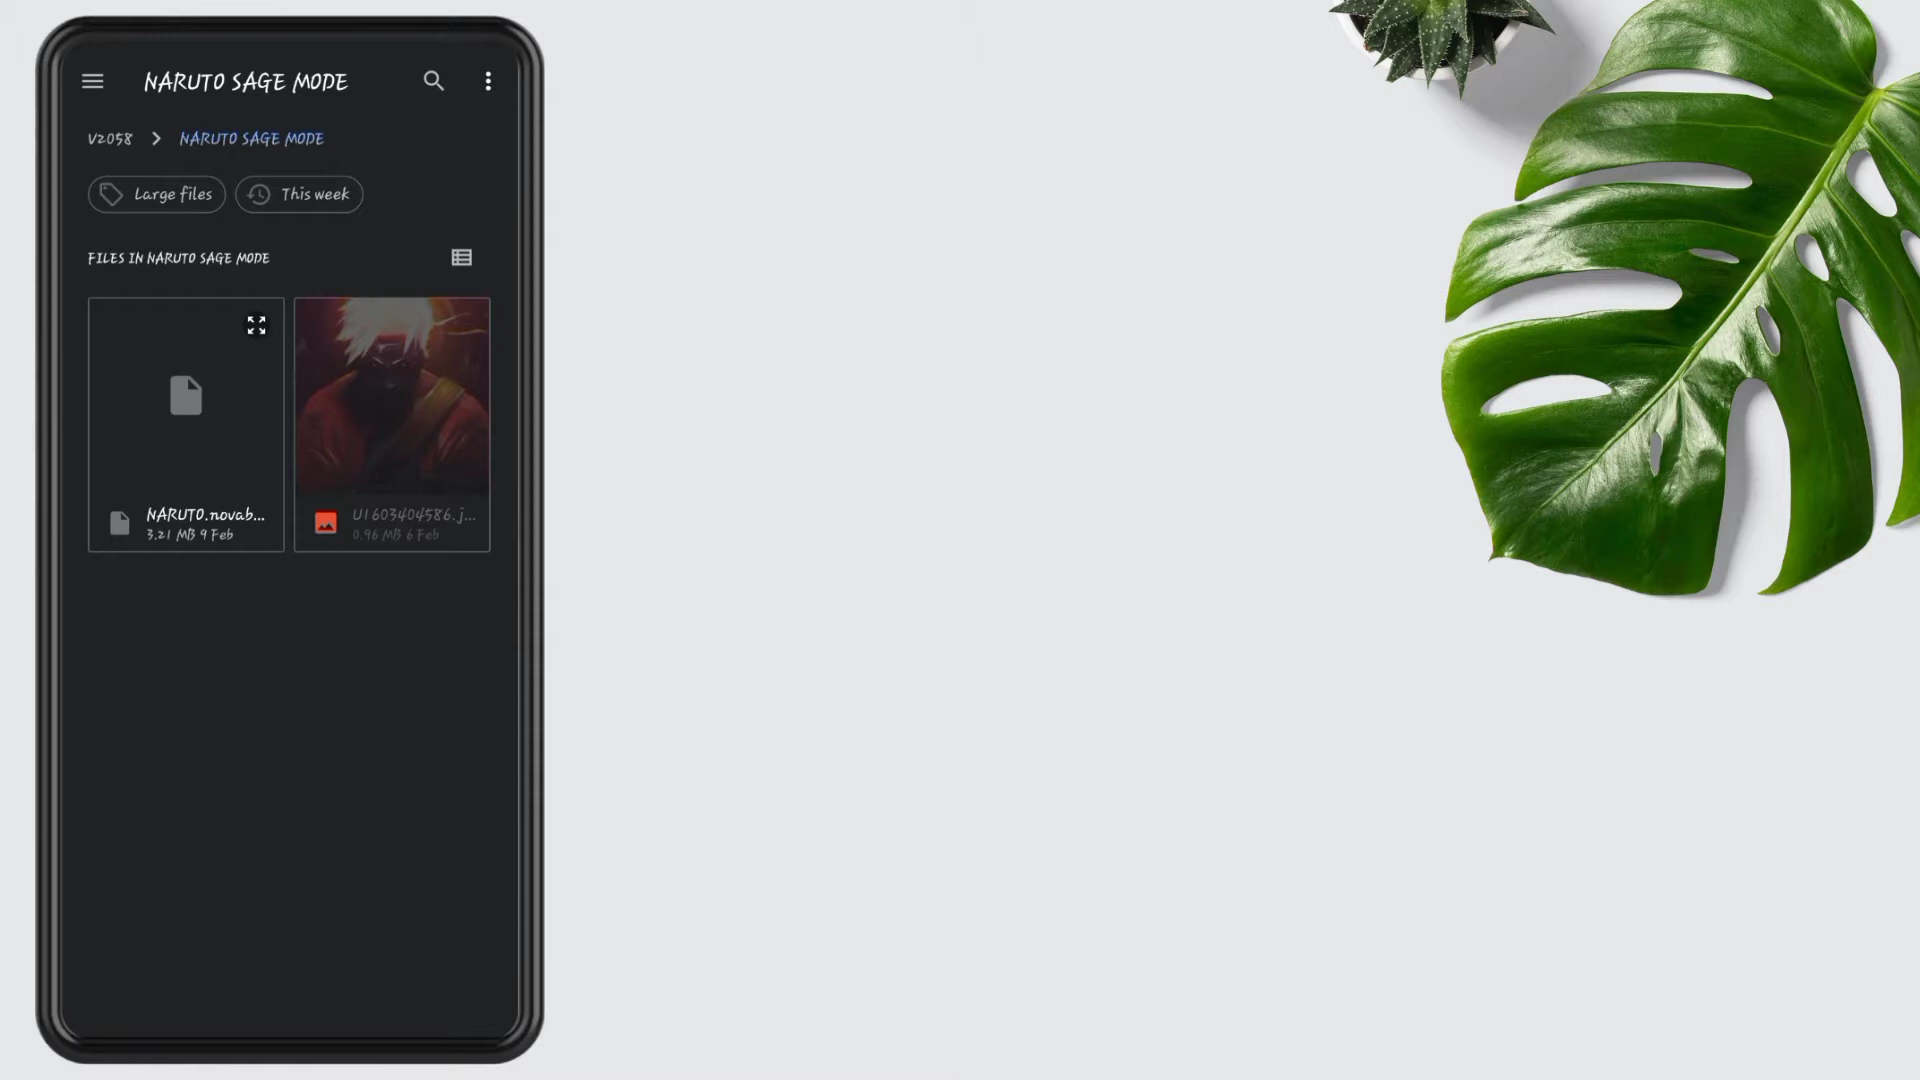 NARUTO SAGE MODE
V2058 > NARUTO SAGE MODE
Large files
This week
FILES IN NARUTO SAGE MODE
NARUTO.novab...
3.21 MB 9 Feb
U1603404586.j...
0.96 MB 6 Feb